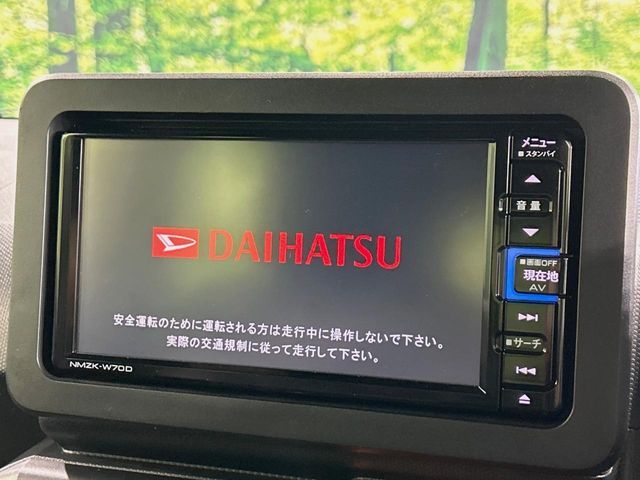 メニュー
■スタンバイ
音量
■画面OFF
現在地
AV
DAIHATSU
安全運転のために運転される方は走行中に操作しないで下さい。
実際の交通規制に従って走行して下さい。
■サーチ
NMZK-W70D